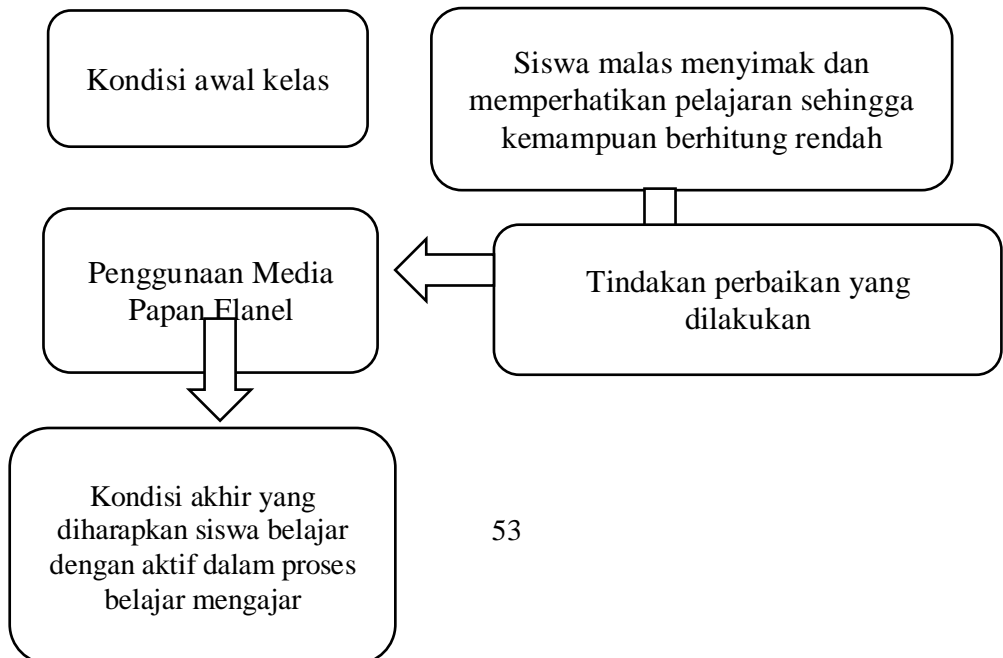 Kondisi awal kelas
Siswa malas menyimak dan
memperhatikan pelajaran sehingga
kemampuan berhitung rendah
Penggunaan Media
Papan Flanel
Tindakan perbaikan yang
dilakukan
Kondisi akhir yang
diharapkan siswa belajar
dengan aktif dalam proses
belajar mengajar
53